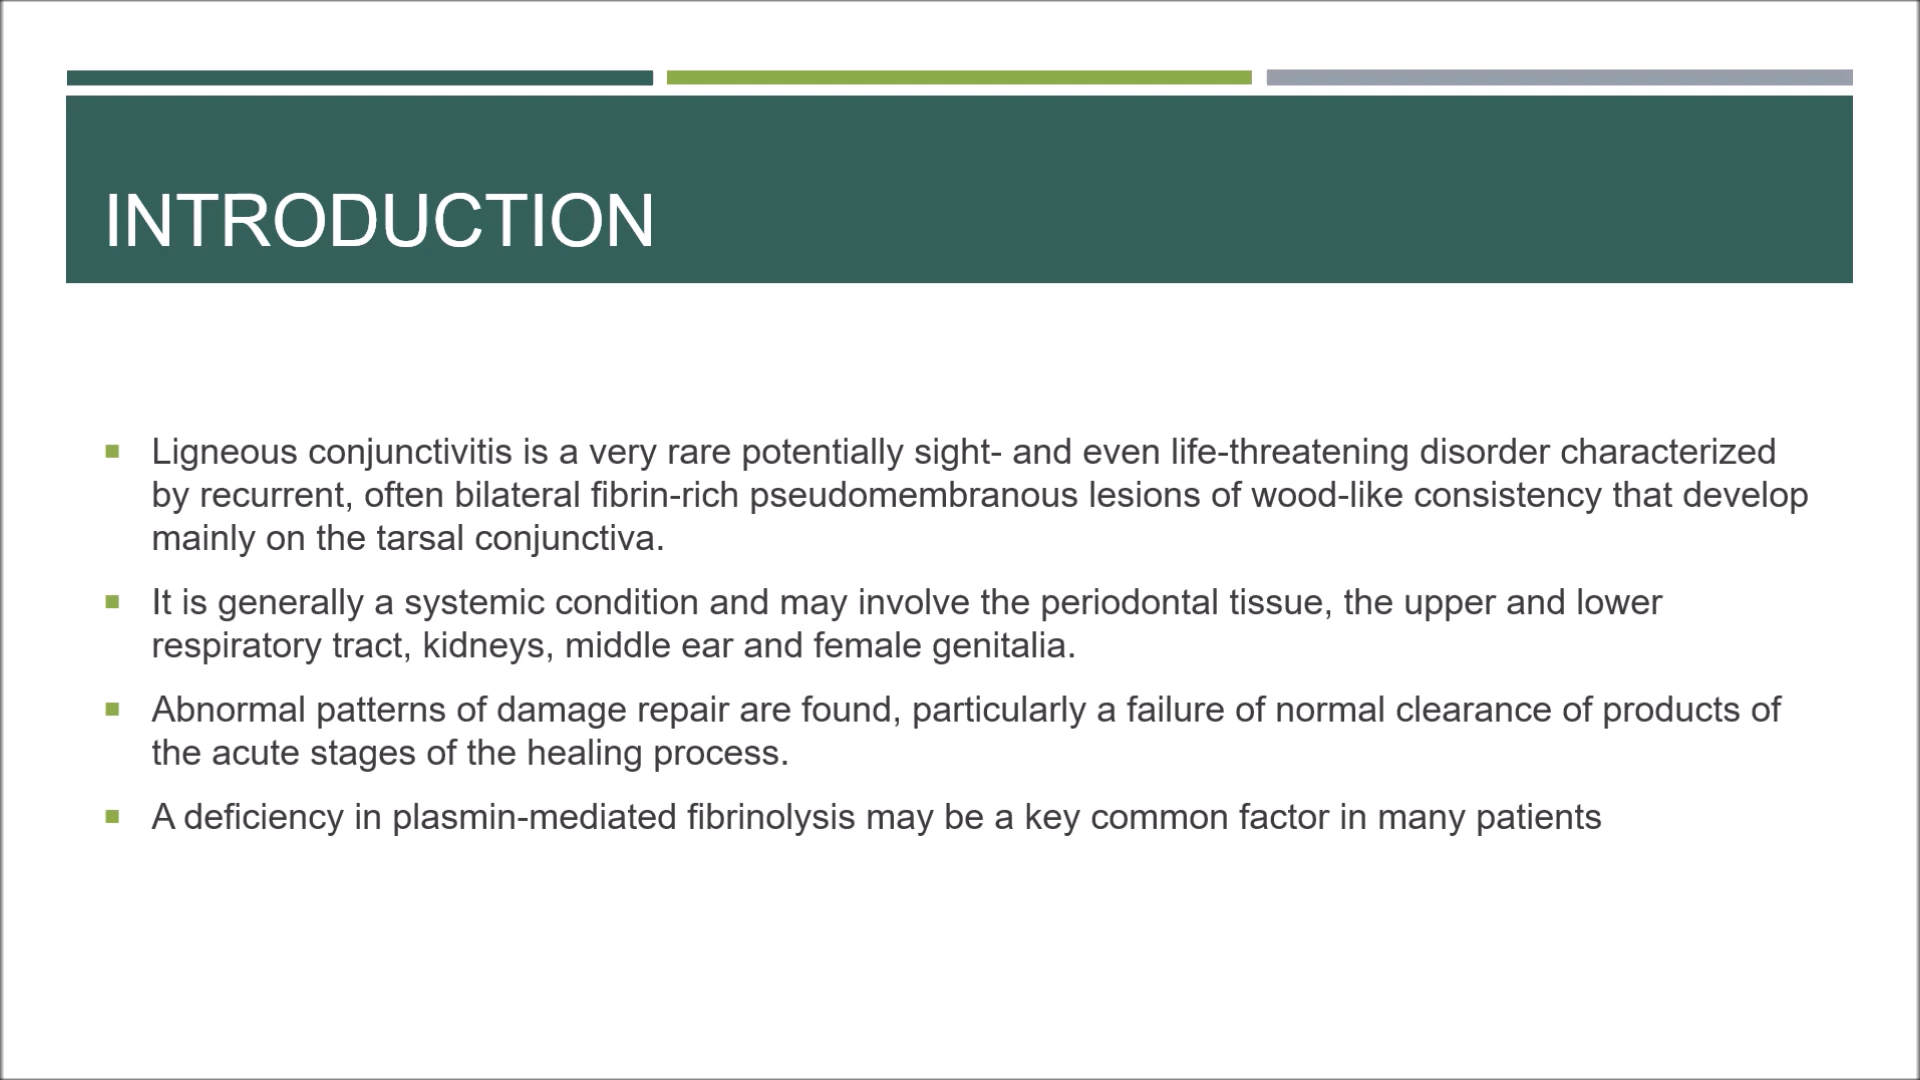 INTRODUCTION
Ligneous conjunctivitis is a very rare potentially sight- and even life-threatening disorder characterized
by recurrent, often bilateral fibrin-rich pseudomembranous lesions of wood-like consistency that develop
mainly on the tarsal conjunctiva.
It is generally a systemic condition and may involve the periodontal tissue, the upper and lower
respiratory tract, kidneys, middle ear and female genitalia.
Abnormal patterns of damage repair are found, particularly a failure of normal clearance of products of
the acute stages of the healing process.
A deficiency in plasmin-mediated fibrinolysis may be a key common factor in many patients